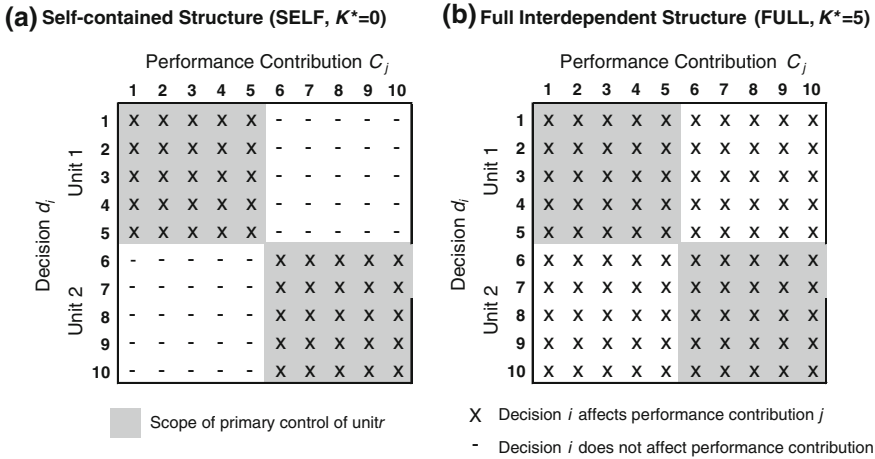 (a) Self-contained Structure (SELF, K*=0)
Performance Contribution C j
1 2 3 4 5 6 7 8 9 10
Decision d i
Unit 1
Unit 2
1 X X X X X - - - - -
2 X X X X X - - - - -
3 X X X X X - - - - -
4 X X X X X - - - - -
5 X X X X X - - - - -
6 - - - - - X X X X X
7 - - - - - X X X X X
8 - - - - - X X X X X
9 - - - - - X X X X X
10 - - - - - X X X X X
Scope of primary control of unitr
(b) Full Interdependent Structure (FULL, K*=5)
Performance Contribution C j
1 2 3 4 5 6 7 8 9 10
Decision d i
Unit 1
Unit 2
1 X X X X X X X X X X
2 X X X X X X X X X X
3 X X X X X X X X X X
4 X X X X X X X X X X
5 X X X X X X X X X X
6 X X X X X X X X X X
7 X X X X X X X X X X
8 X X X X X X X X X X
9 X X X X X X X X X X
10 X X X X X X X X X X
X Decision i affects performance contribution j
- Decision i does not affect performance contribution